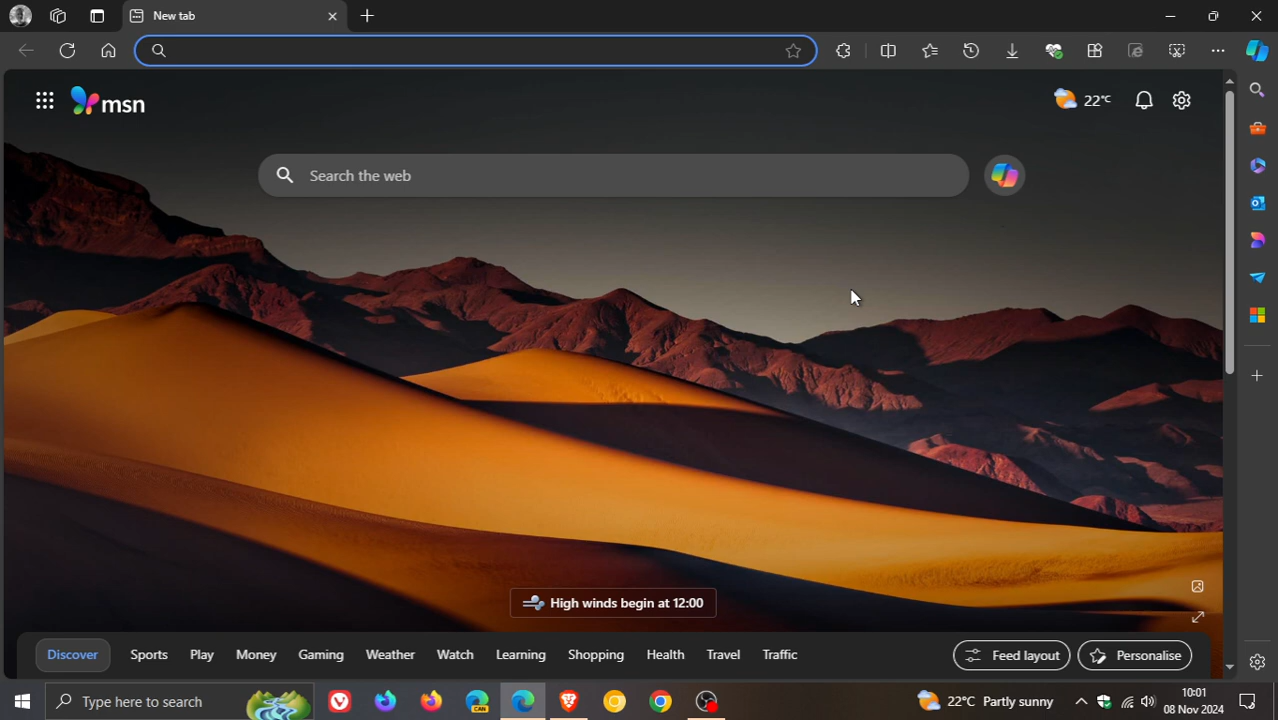 New tab
msn
22°C
Search the web
High winds begin at 12:00
Discover Sports Play Money Gaming Weather Watch Learning Shopping Health Travel Traffic Feed layout Personalise
Type here to search
CAN
22°C Partly sunny
10:01
08 Nov 2024